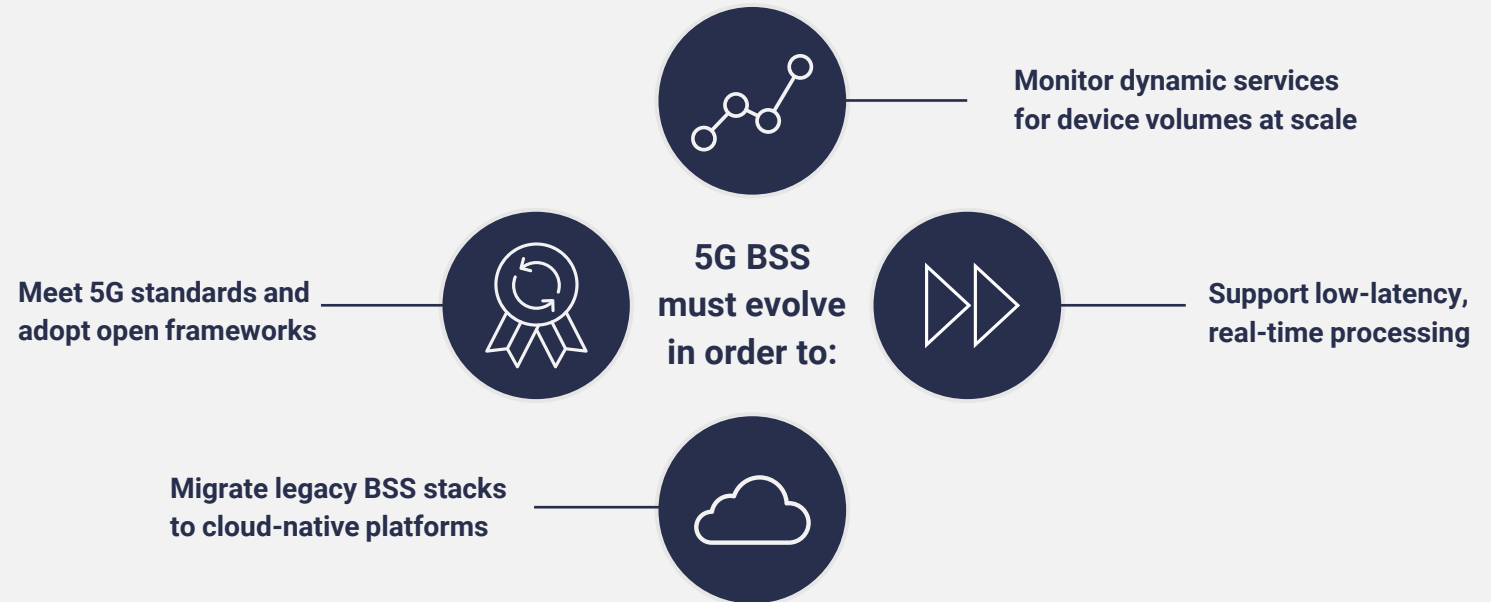 Monitor dynamic services
for device volumes at scale
5G BSS
must evolve
in order to:
Meet 5G standards and
adopt open frameworks
Support low-latency,
real-time processing
Migrate legacy BSS stacks
to cloud-native platforms